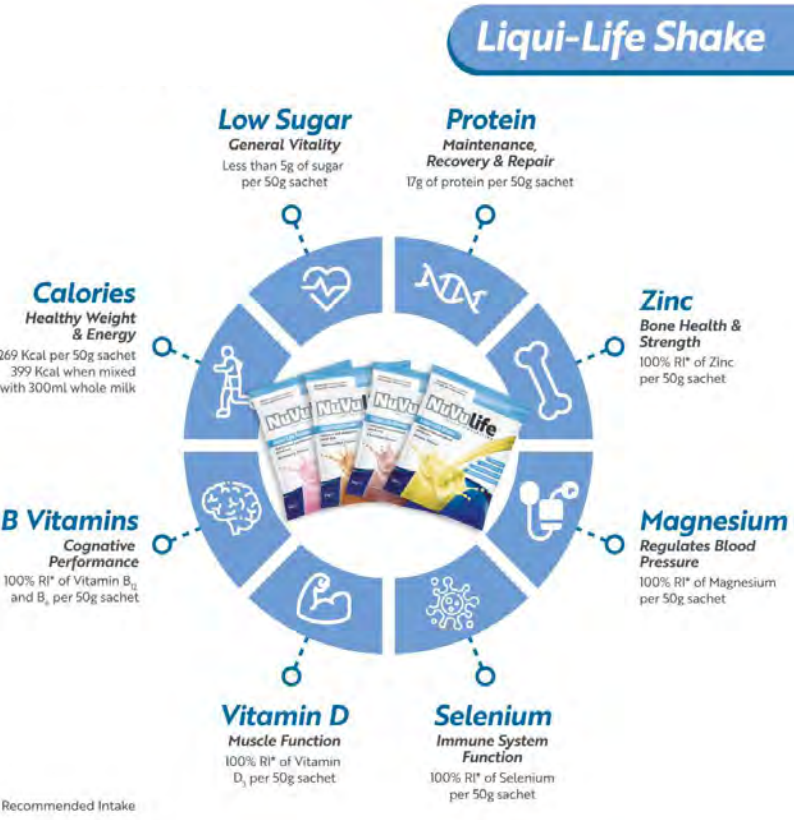 Liqui-Life Shake
Low Sugar
General Vitality
Less than 5g of sugar
per 50g sachet
Protein
Maintenance,
Recovery & Repair
17g of protein per 50g sachet
Calories
Healthy Weight
& Energy
269 Kcal per 50g sachet
399 Kcal when mixed
with 300ml whole milk
Zinc
Bone Health &
Strength
100% RI* of Zinc
per 50g sachet
NuVu
NuVu
NuVu
NuVulife
B Vitamins
Cognative
Performance
100% RI* of Vitamin B₁₂
and B₆ per 50g sachet
Magnesium
Regulates Blood
Pressure
100% RI* of Magnesium
per 50g sachet
Vitamin D
Muscle Function
100% RI* of Vitamin
D₃ per 50g sachet
Selenium
Immune System
Function
100% RI* of Selenium
per 50g sachet
Recommended Intake